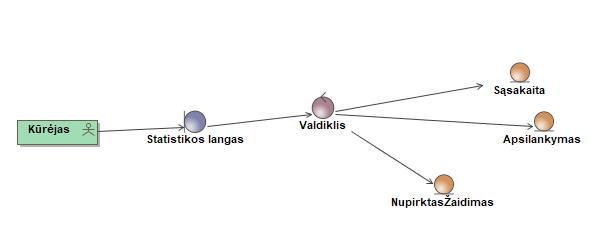 Sąsakaita
Kūrėjas
Statistikos langas
Valdiklis
Apsilankymas
NupirktasŽaidimas